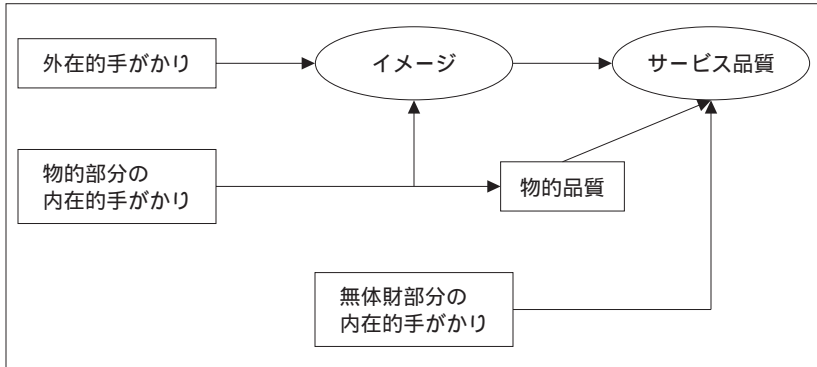 外在的手がかり
イメージ
サービス品質
物的部分の
内在的手がかり
物的品質
無体財部分の
内在的手がかり